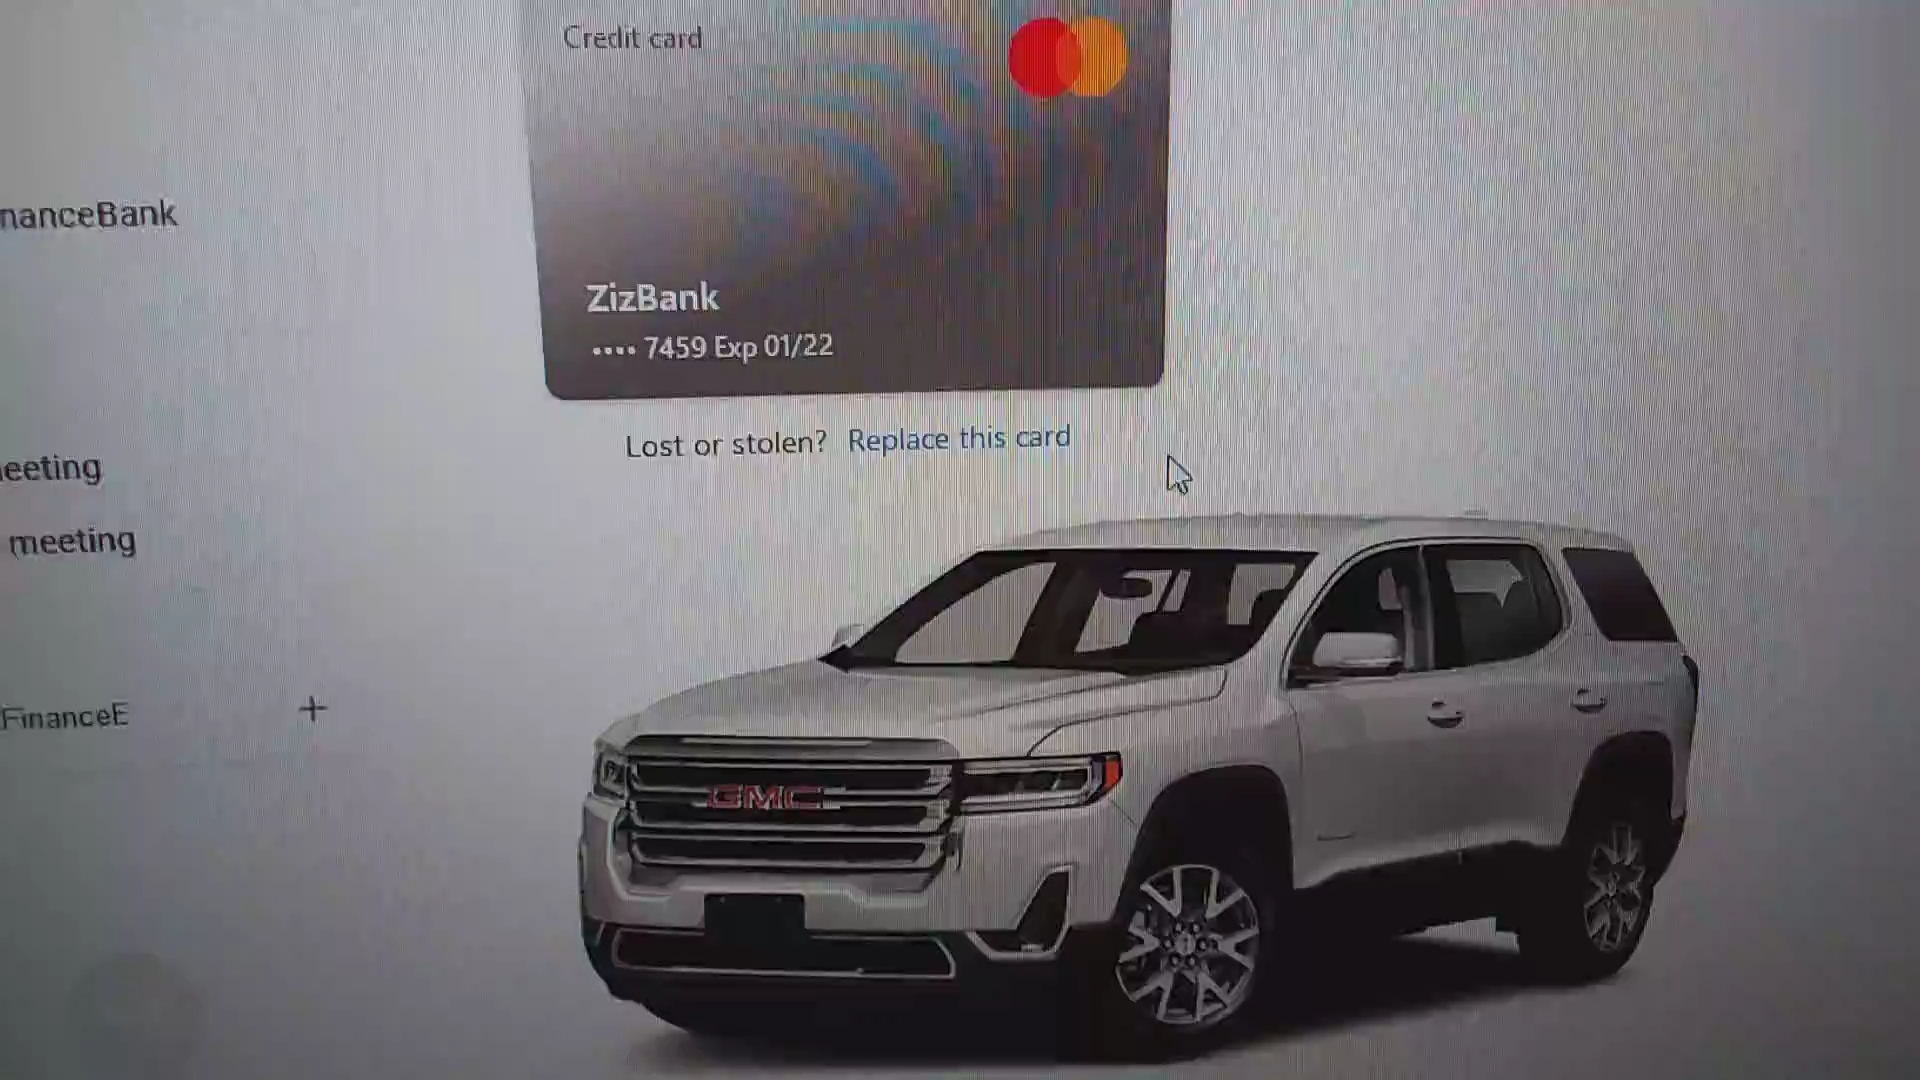 Credit card
nanceBank
ZizBank
•••• 7459 Exp 01/22
Lost or stolen? Replace this card
eeting
meeting
FinanceE
+
GMC